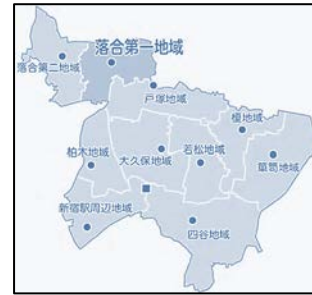 落合第一地域
落合第二地域
戸塚地域
榎地域
柏木地域
大久保地域
若松地域
箪笥地域
新宿駅周辺地域
四谷地域